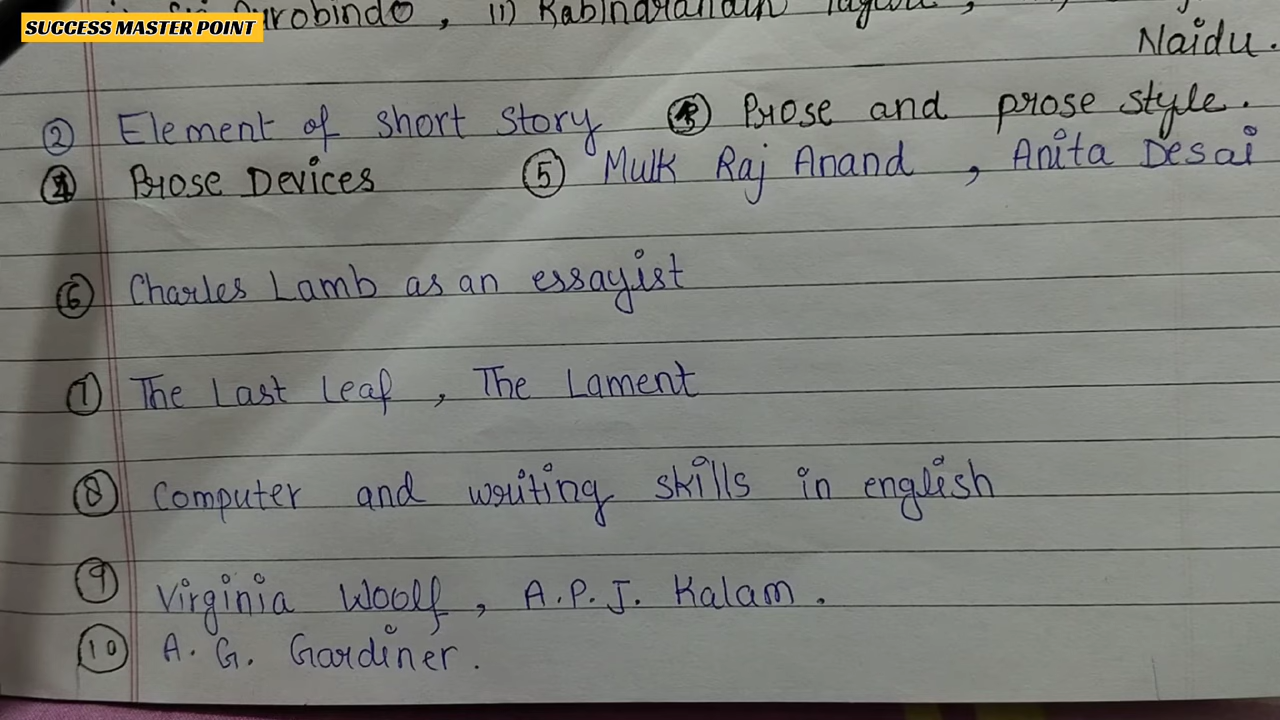 SUCCESS MASTER POINT
Aurobindo, ii) Rabindranath Tagore,
Naidu.
② Element of short story ③ Prose and prose style.
④ Prose Devices ⑤ Mulk Raj Anand, Anita Desai
⑥ Charles Lamb as an essayist
⑦ The Last Leaf, The Lament
⑧ Computer and writing skills in english
⑨ Virginia Woolf, A.P.J. Kalam.
⑩ A. G. Gardiner.